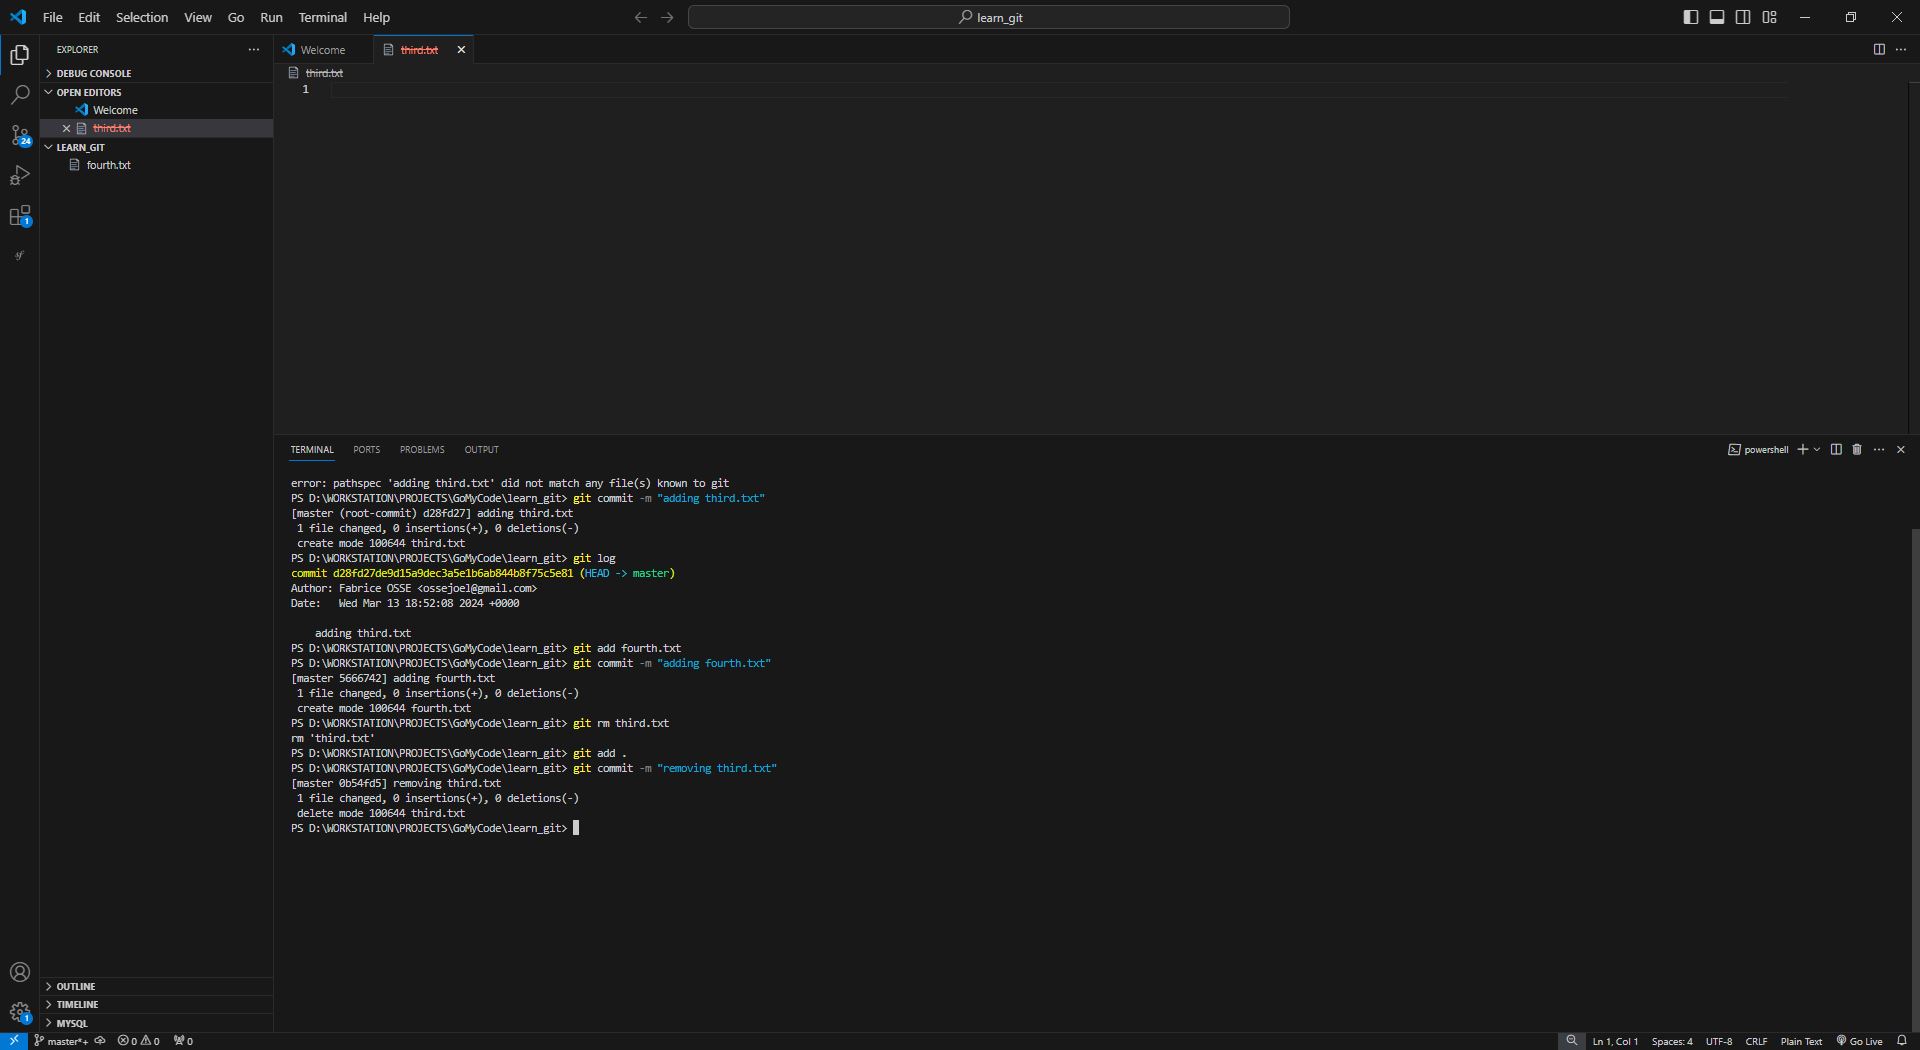 File Edit Selection View Go Run Terminal Help
learn_git
EXPLORER
DEBUG CONSOLE
OPEN EDITORS
Welcome
third.txt
LEARN_GIT
fourth.txt
24
1
Welcome
third.txt
third.txt
1
TERMINAL PORTS PROBLEMS OUTPUT
powershell
error: pathspec 'adding third.txt' did not match any file(s) known to git
PS D:\WORKSTATION\PROJECTS\GoMyCode\learn_git> git commit -m "adding third.txt"
[master (root-commit) d28fd27] adding third.txt
1 file changed, 0 insertions(+), 0 deletions(-)
create mode 100644 third.txt
PS D:\WORKSTATION\PROJECTS\GoMyCode\learn_git> git log
commit d28fd27de9d15a9dec3a5e1b6ab844b8f75c5e81 (HEAD -> master)
Author: Fabrice OSSE <ossejoel@gmail.com>
Date: Wed Mar 13 18:52:08 2024 +0000
adding third.txt
PS D:\WORKSTATION\PROJECTS\GoMyCode\learn_git> git add fourth.txt
PS D:\WORKSTATION\PROJECTS\GoMyCode\learn_git> git commit -m "adding fourth.txt"
[master 5666742] adding fourth.txt
1 file changed, 0 insertions(+), 0 deletions(-)
create mode 100644 fourth.txt
PS D:\WORKSTATION\PROJECTS\GoMyCode\learn_git> git rm third.txt
rm 'third.txt'
PS D:\WORKSTATION\PROJECTS\GoMyCode\learn_git> git add .
PS D:\WORKSTATION\PROJECTS\GoMyCode\learn_git> git commit -m "removing third.txt"
[master 0b54fd5] removing third.txt
1 file changed, 0 insertions(+), 0 deletions(-)
delete mode 100644 third.txt
PS D:\WORKSTATION\PROJECTS\GoMyCode\learn_git>
OUTLINE
TIMELINE
MYSQL
1
master*+ 0 0 0
Ln 1, Col 1 Spaces: 4 UTF-8 CRLF Plain Text Go Live